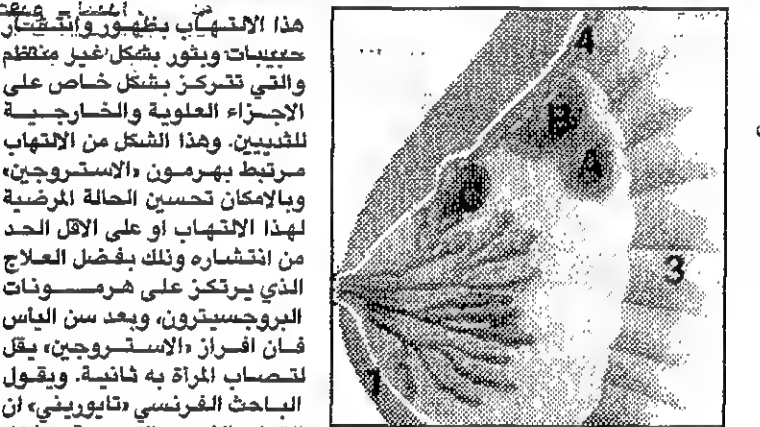 هذا الالتهاب بظهور وانتشار
حبيبات وبثور بشكل غير منتظم
والتي تتركز بشكل خاص على
الاجزاء العلوية والخارجية
للثديين. وهذا الشكل من الالتهاب
مرتبط بهرمون «الاستروجين»
وبالامكان تحسين الحالة المرضية
لهذا الالتهاب او على الاقل الحد
من انتشاره وذلك بفضل العلاج
الذي يرتكز على هرمونات
البروجسيترون، وبعد سن الياس
فان افراز «الاستروجين» يقل
لتصاب المرأة به ثانية. ويقول
الباحث الفرنسي «تايوريني» ان
4
B
A
C
3
1